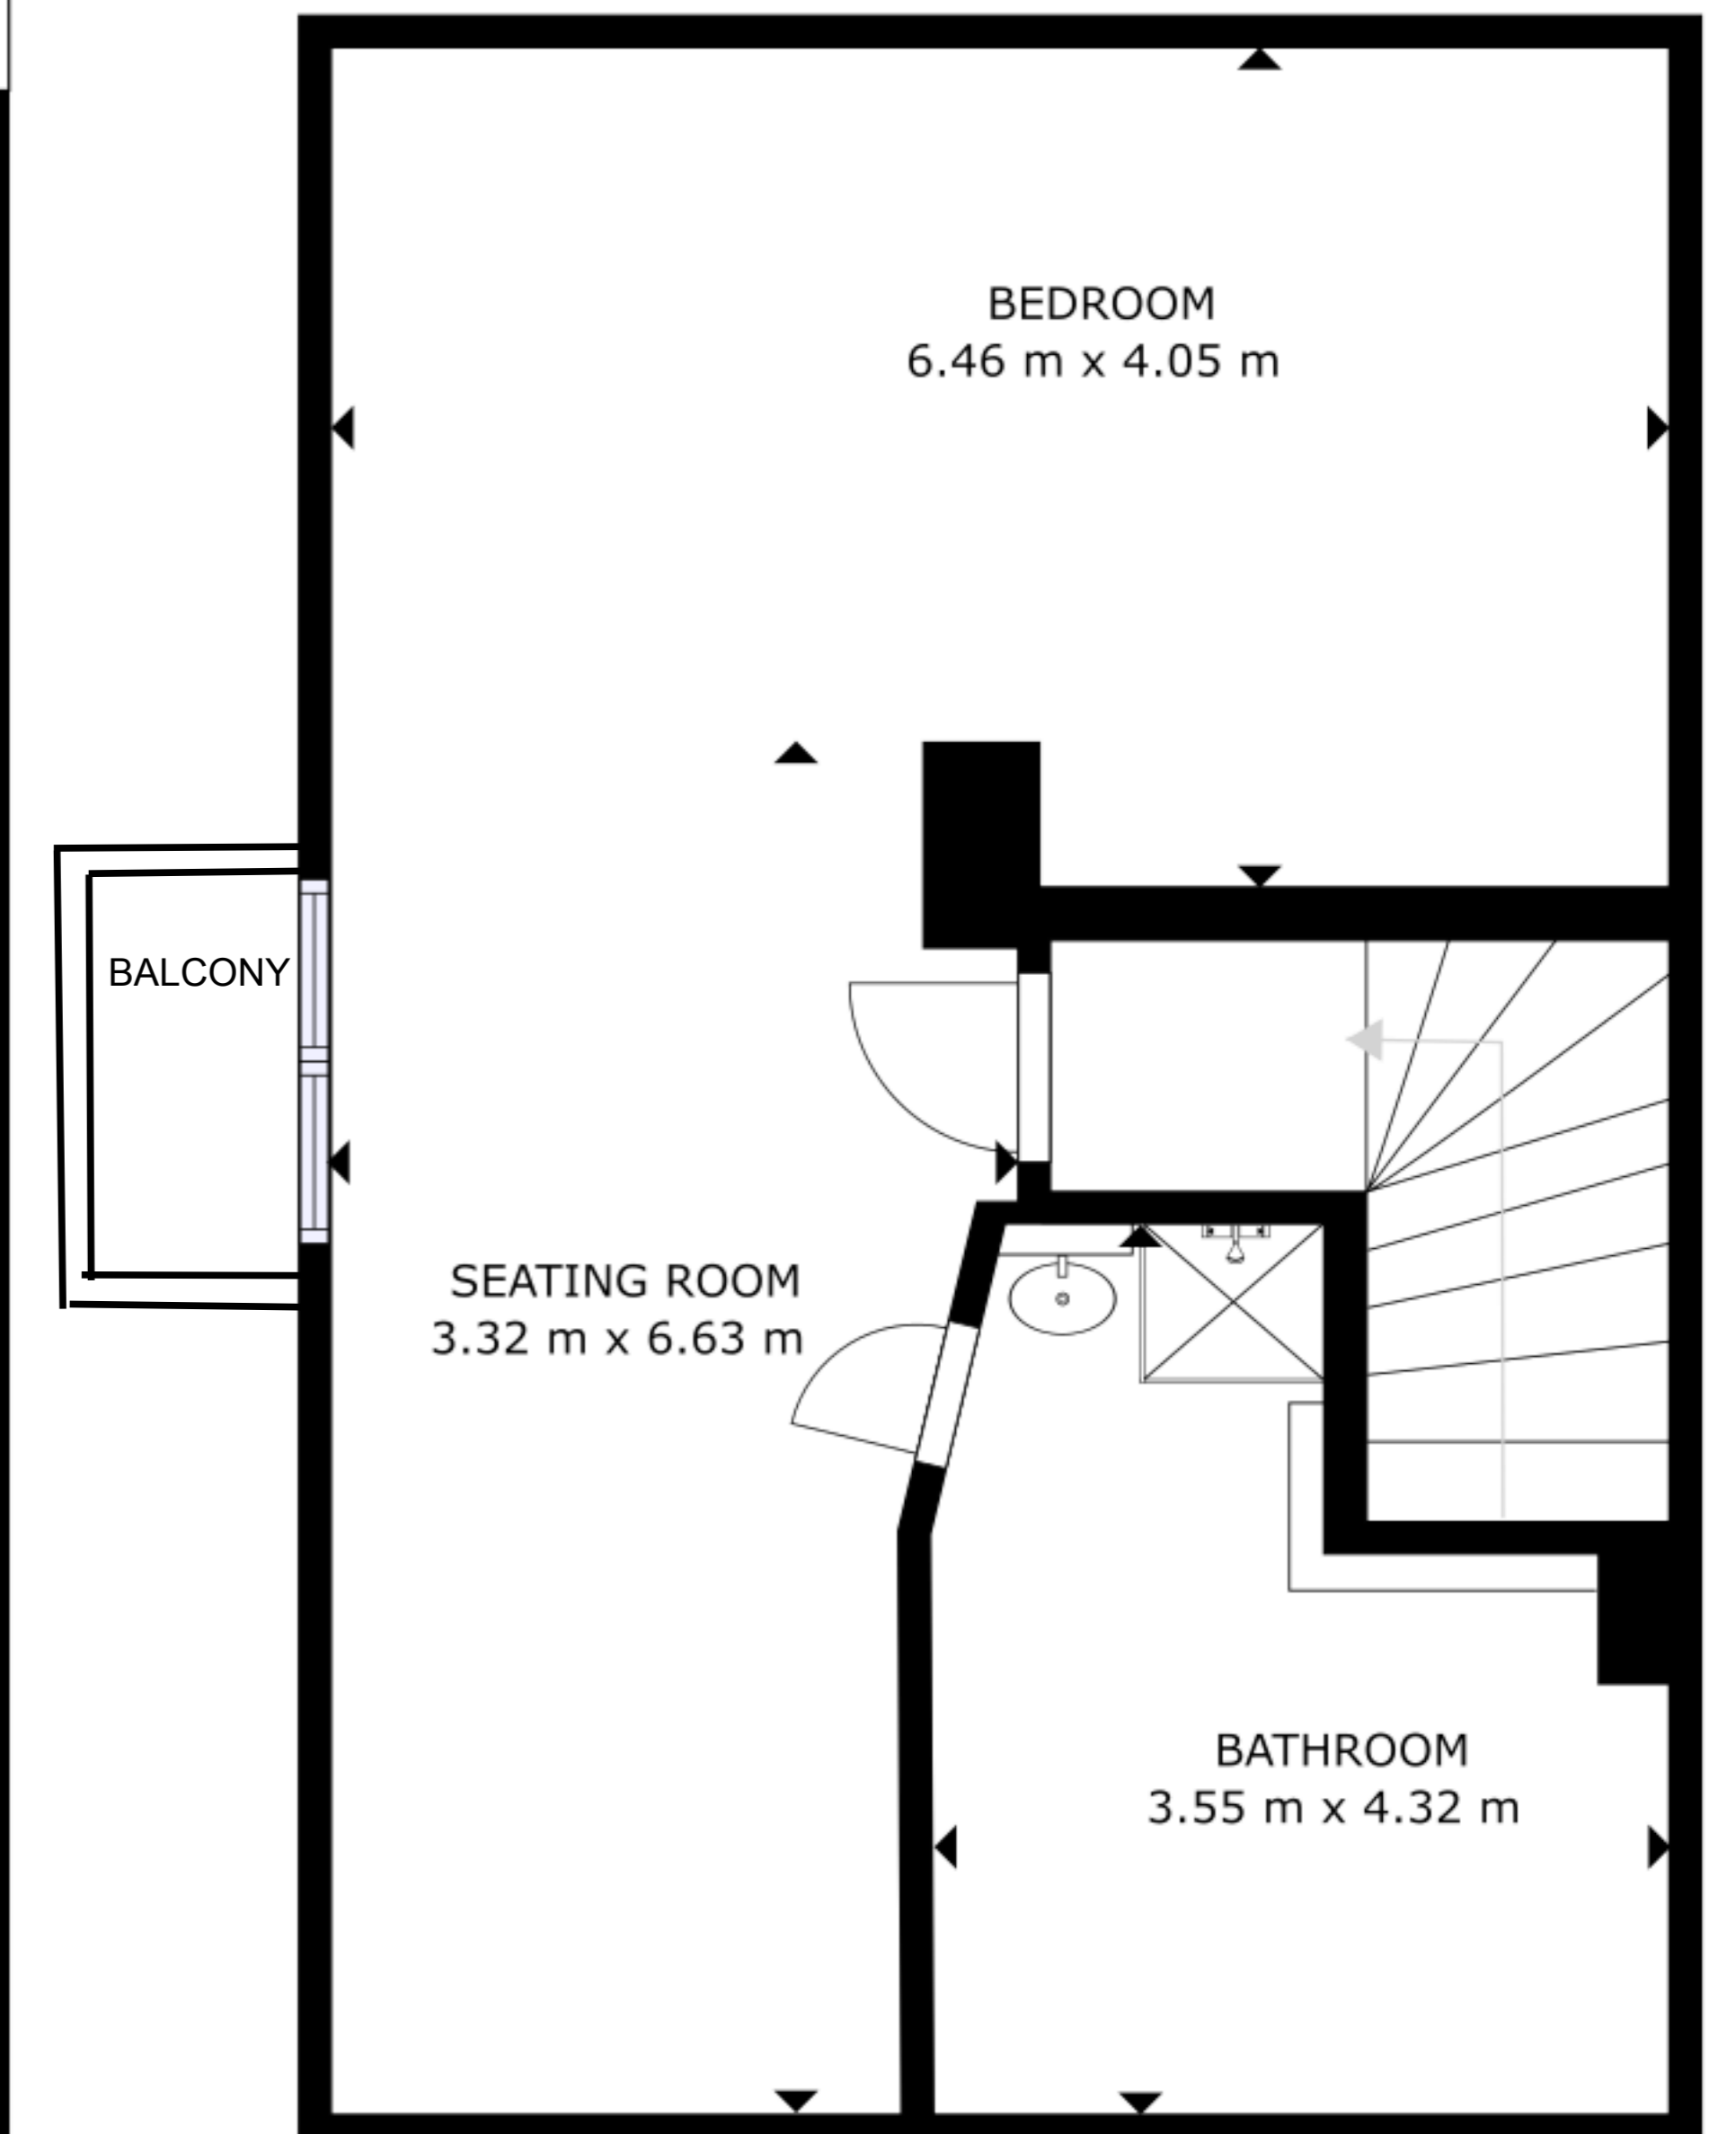 BEDROOM
6.46 m x 4.05 m
BALCONY
SEATING ROOM
3.32 m x 6.63 m
BATHROOM
3.55 m x 4.32 m